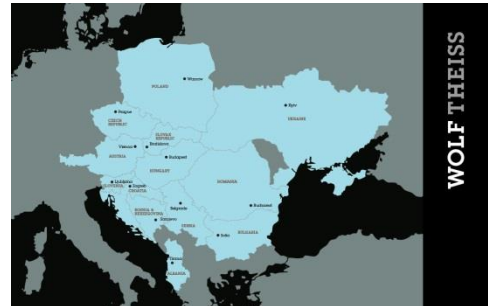 POLAND
Warsaw
Prague
CZECH
REPUBLIC
Kyiv
UKRAINE
SLOVAK
REPUBLIC
Bratislava
Vienna
AUSTRIA
Budapest
HUNGARY
Ljubljana
SLOVENIA
Zagreb
CROATIA
ROMANIA
Bucharest
BOSNIA &
HERZEGOVINA
Belgrade
Sarajevo
SERBIA
Sofia
BULGARIA
Tirana
ALBANIA
WOLF THEISS